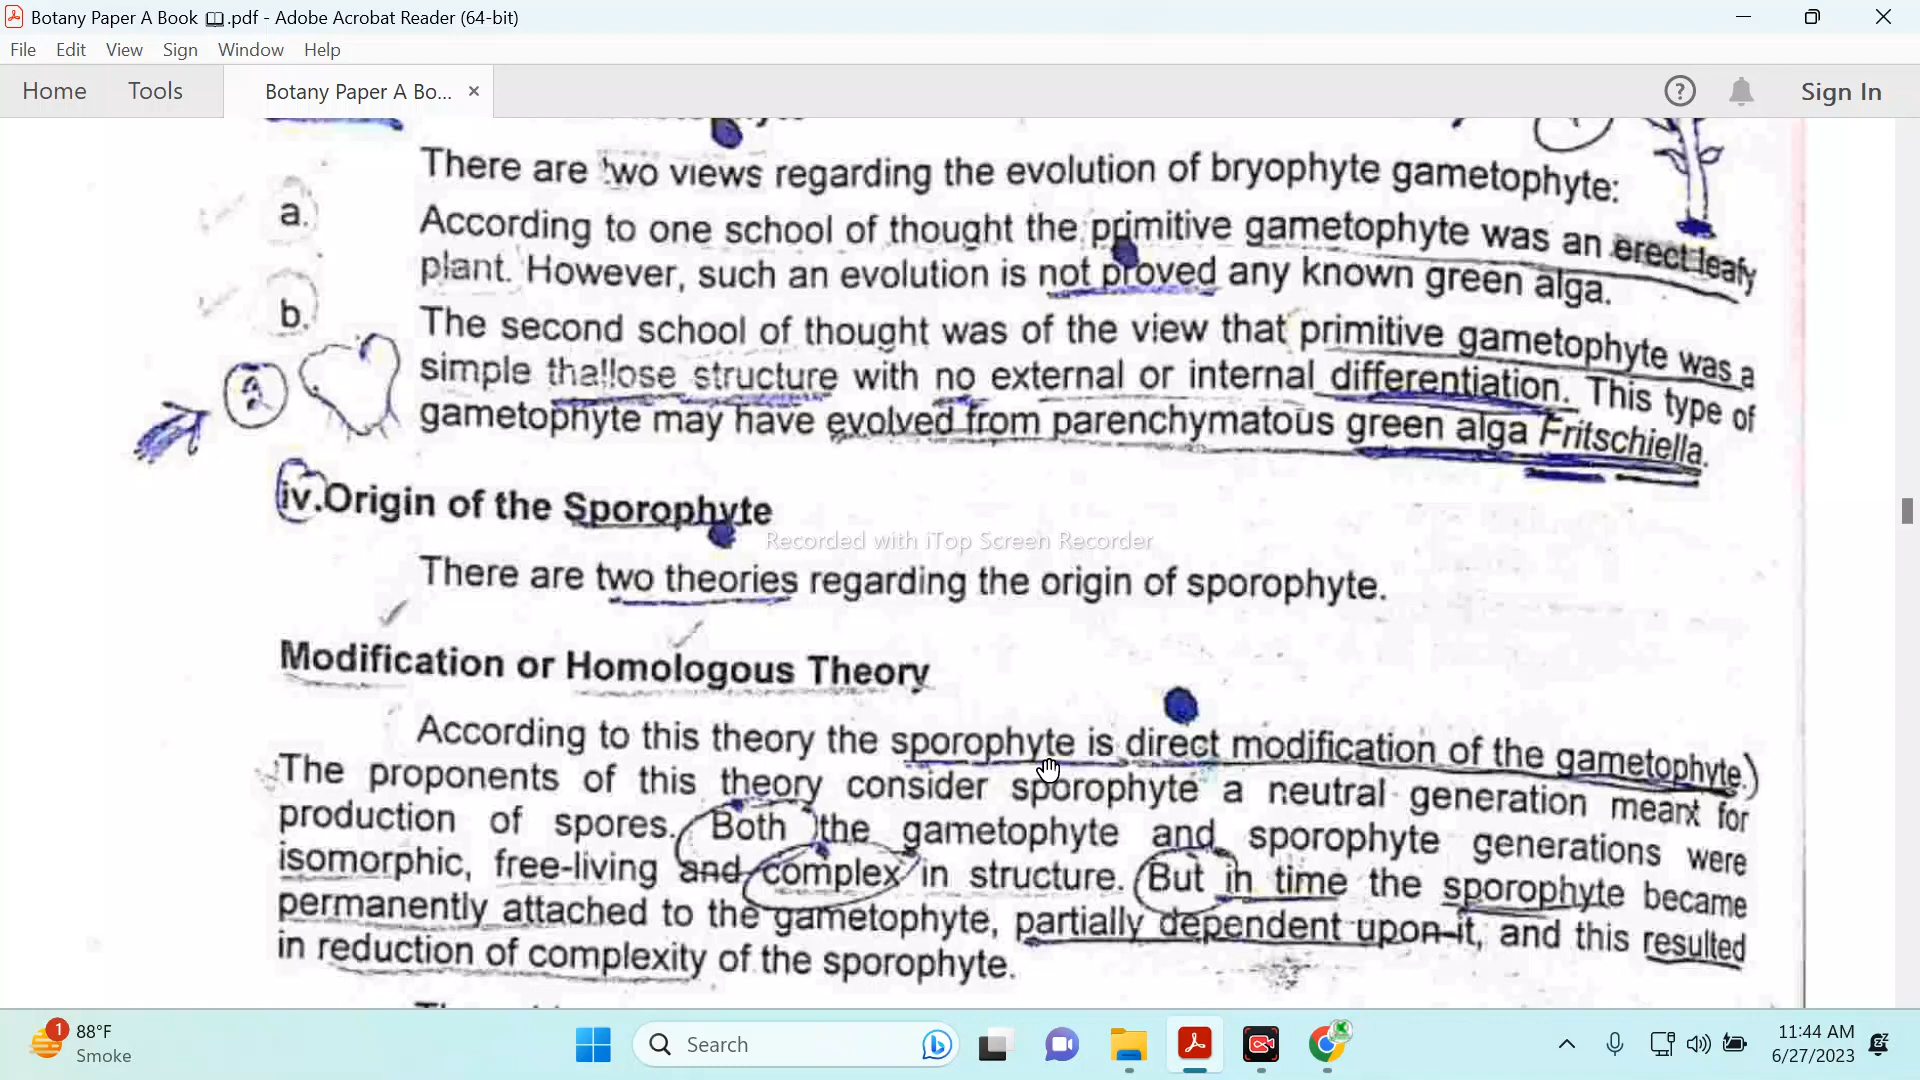 Botany Paper A Book 📖.pdf - Adobe Acrobat Reader (64-bit)
File Edit View Sign Window Help
Home Tools Botany Paper A Bo... × ? Sign In
There are two views regarding the evolution of bryophyte gametophyte:
a. According to one school of thought the primitive gametophyte was an erect leafy
plant. However, such an evolution is not proved any known green alga.
b. The second school of thought was of the view that primitive gametophyte was a
simple thallose structure with no external or internal differentiation. This type of
2 gametophyte may have evolved from parenchymatous green alga Fritschiella.
iv. Origin of the Sporophyte
Recorded with iTop Screen Recorder
There are two theories regarding the origin of sporophyte.
Modification or Homologous Theory
According to this theory the sporophyte is direct modification of the gametophyte.)
The proponents of this theory consider sporophyte a neutral generation meant for
production of spores. Both the gametophyte and sporophyte generations were
isomorphic, free-living and complex in structure. But in time the sporophyte became
permanently attached to the gametophyte, partially dependent upon it, and this resulted
in reduction of complexity of the sporophyte.
1 88°F
Smoke
Search
11:44 AM
6/27/2023